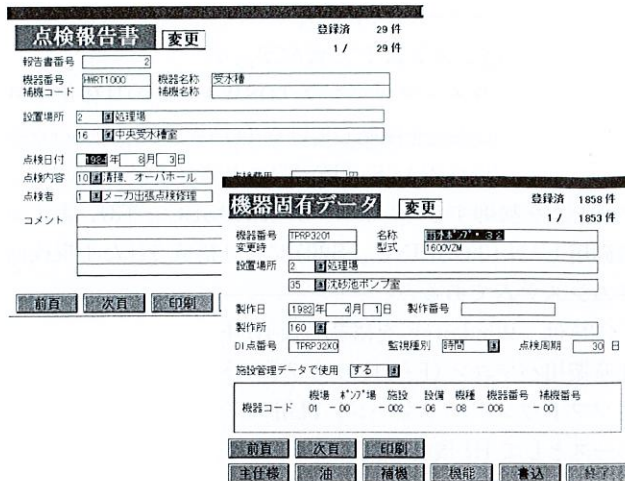 点検報告書 変更
登録済 29 件
1 / 29 件
報告書番号 2
機器番号 HWRT1000 機器名称 受水槽
補機コード 補機名称
設置場所 2 処理場
16 中央受水槽室
点検日付 1984 年 8 月 3 日
点検内容 10 清掃、オーバホール
点検者 1 メーカ出張点検修理
コメント
前頁 次頁 印刷
機器固有データ 変更
登録済 1858 件
1 / 1853 件
機器番号 TPRP3201 名称 雨水ポンプ・32
変更時 型式 1600VZM
設置場所 2 処理場
35 沈砂池ポンプ室
製作日 1982 年 4 月 1 日 製作番号
製作所 160
DI点番号 TPRP32X0 監視種別 時間 点検周期 30 日
施設管理データで使用 する
機場 ポンプ場 施設 設備 機種 機器番号 補機番号
機器コード 01 - 00 - 002 - 06 - 08 - 006 - 00
前頁 次頁 印刷
主仕様 油 補機 機能 書込 終了